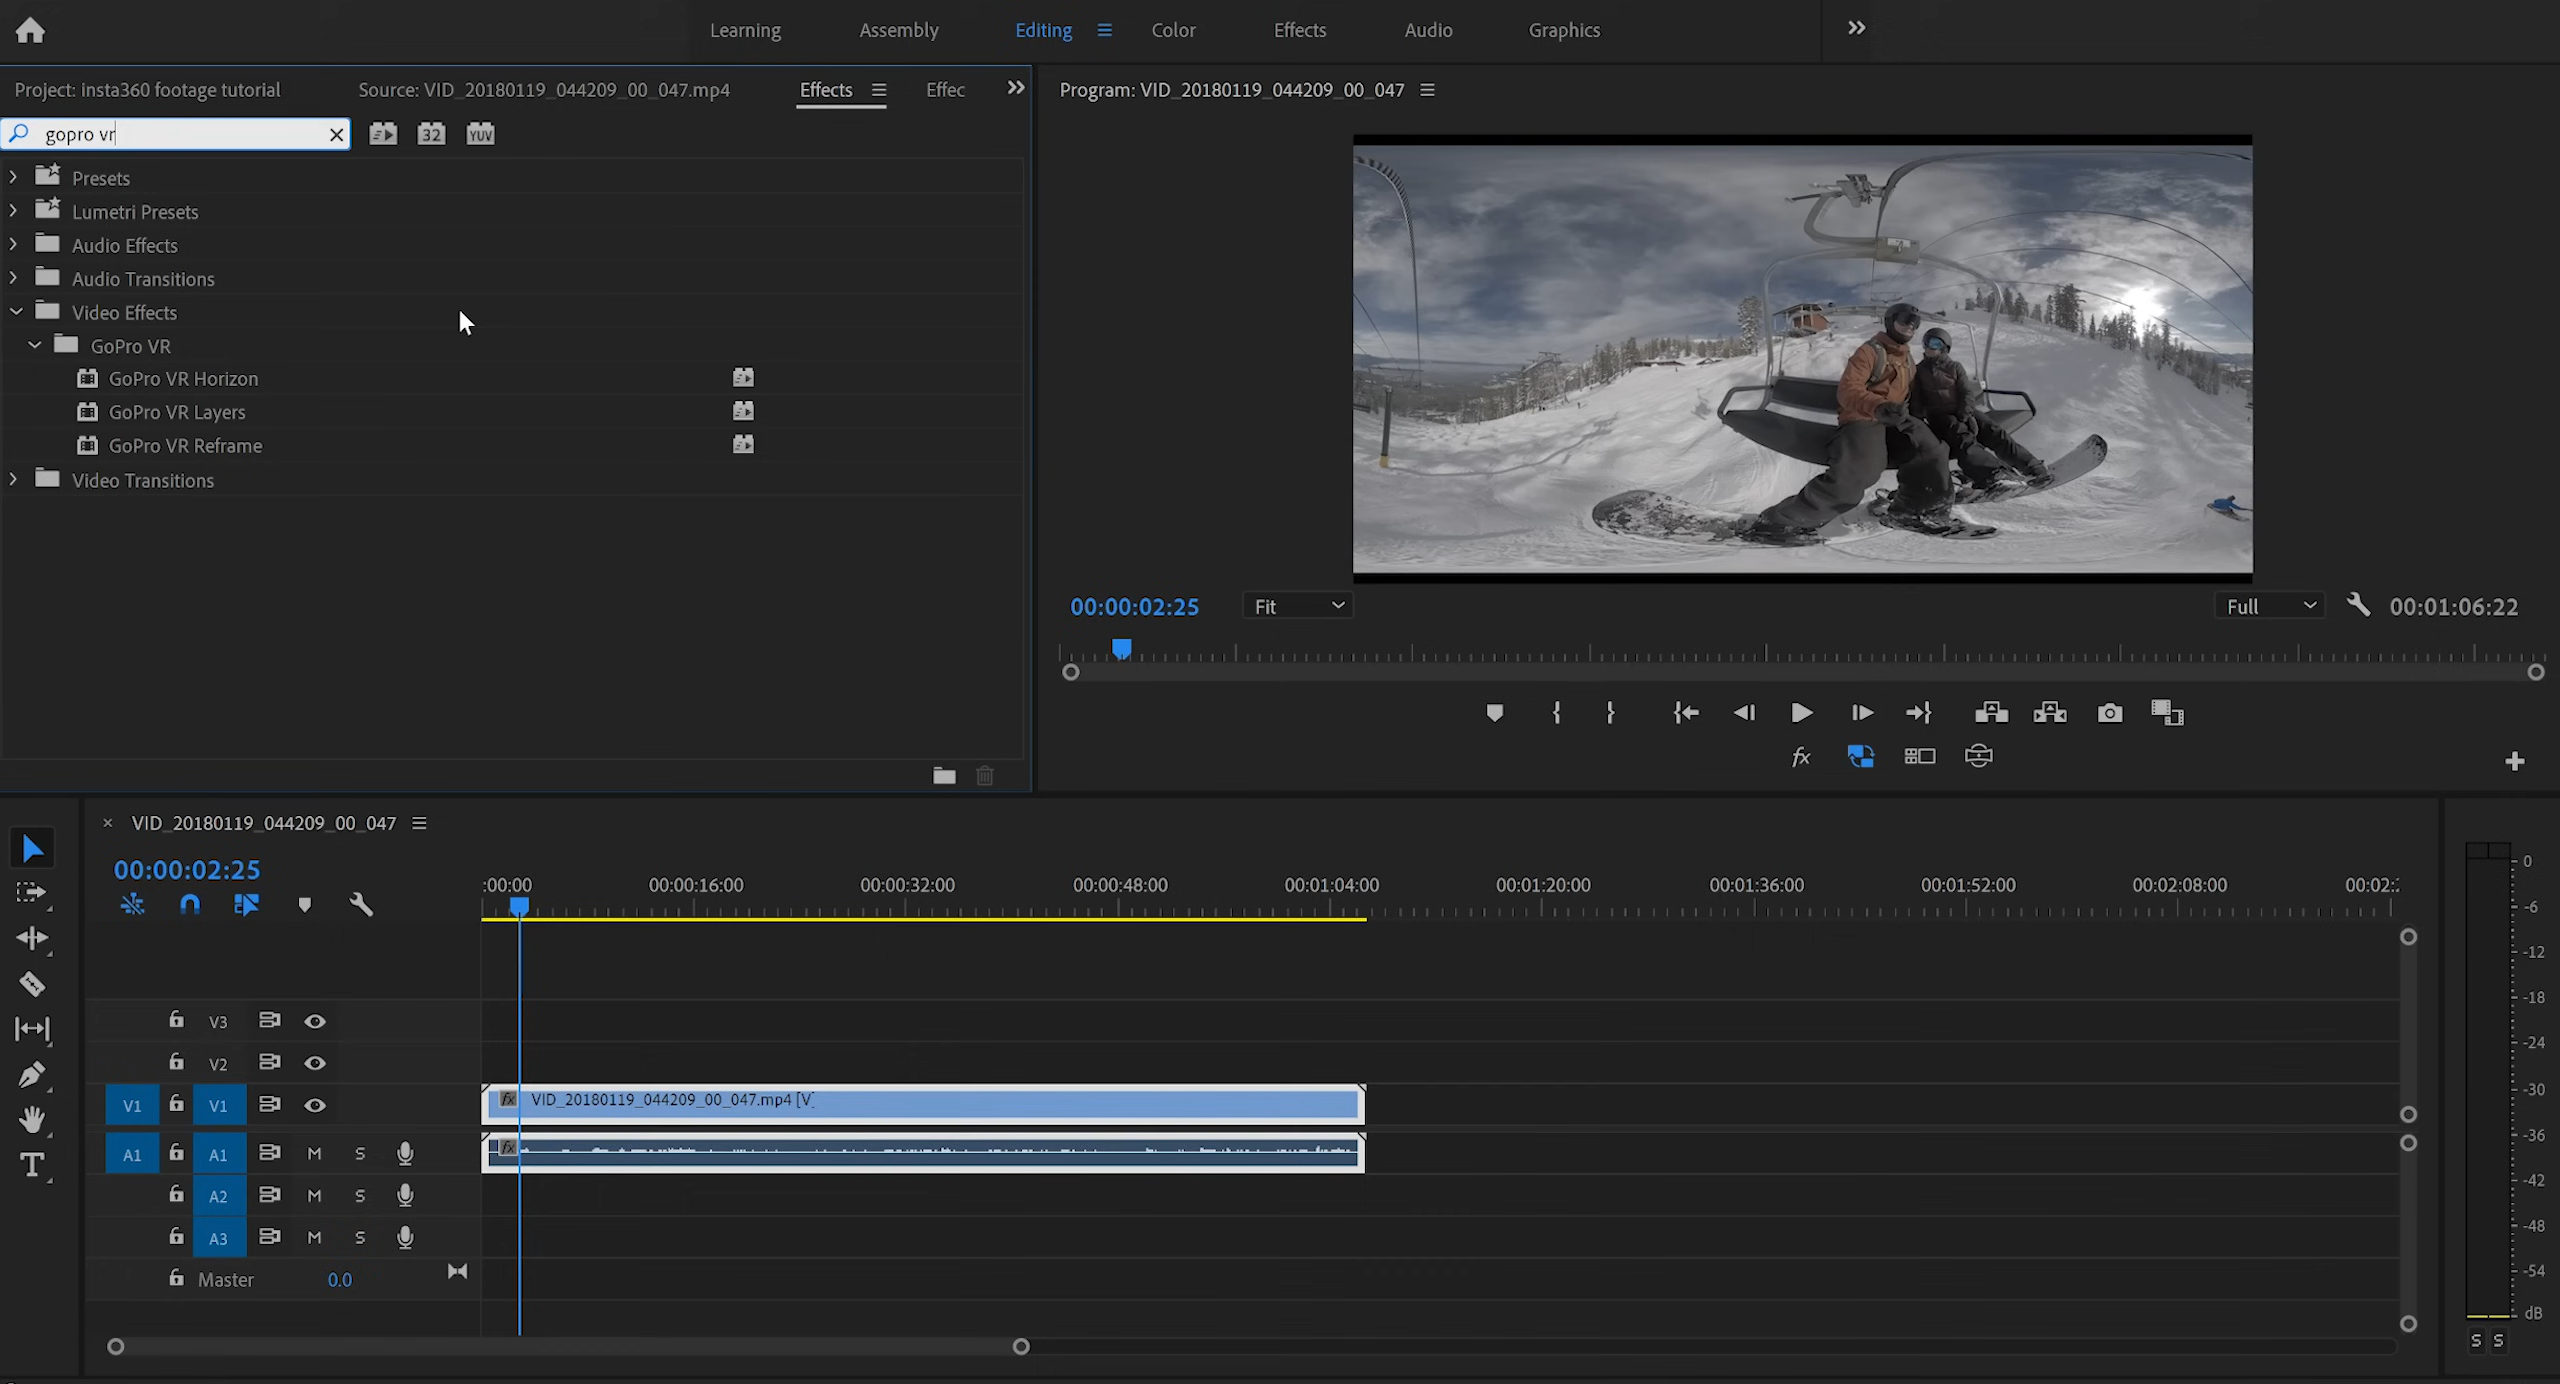 Learning Assembly Editing Color Effects Audio Graphics
Project: insta360 footage tutorial Source: VID_20180119_044209_00_047.mp4 Effects Effec
Program: VID_20180119_044209_00_047
gopro vr 32 YUV
Presets
Lumetri Presets
Audio Effects
Audio Transitions
Video Effects
GoPro VR
GoPro VR Horizon
GoPro VR Layers
GoPro VR Reframe
Video Transitions
00:00:02:25 Fit Full 00:01:06:22
fx
VID_20180119_044209_00_047
00:00:02:25
:00:00 00:00:16:00 00:00:32:00 00:00:48:00 00:01:04:00 00:01:20:00 00:01:36:00 00:01:52:00 00:02:08:00 00:02:
V3
V2
V1 V1 fx VID_20180119_044209_00_047.mp4 [V]
A1 A1 M S fx
A2 M S
A3 M S
Master 0.0
T
0
-6
-12
-18
-24
-30
-36
-42
-48
-54
dB
S S